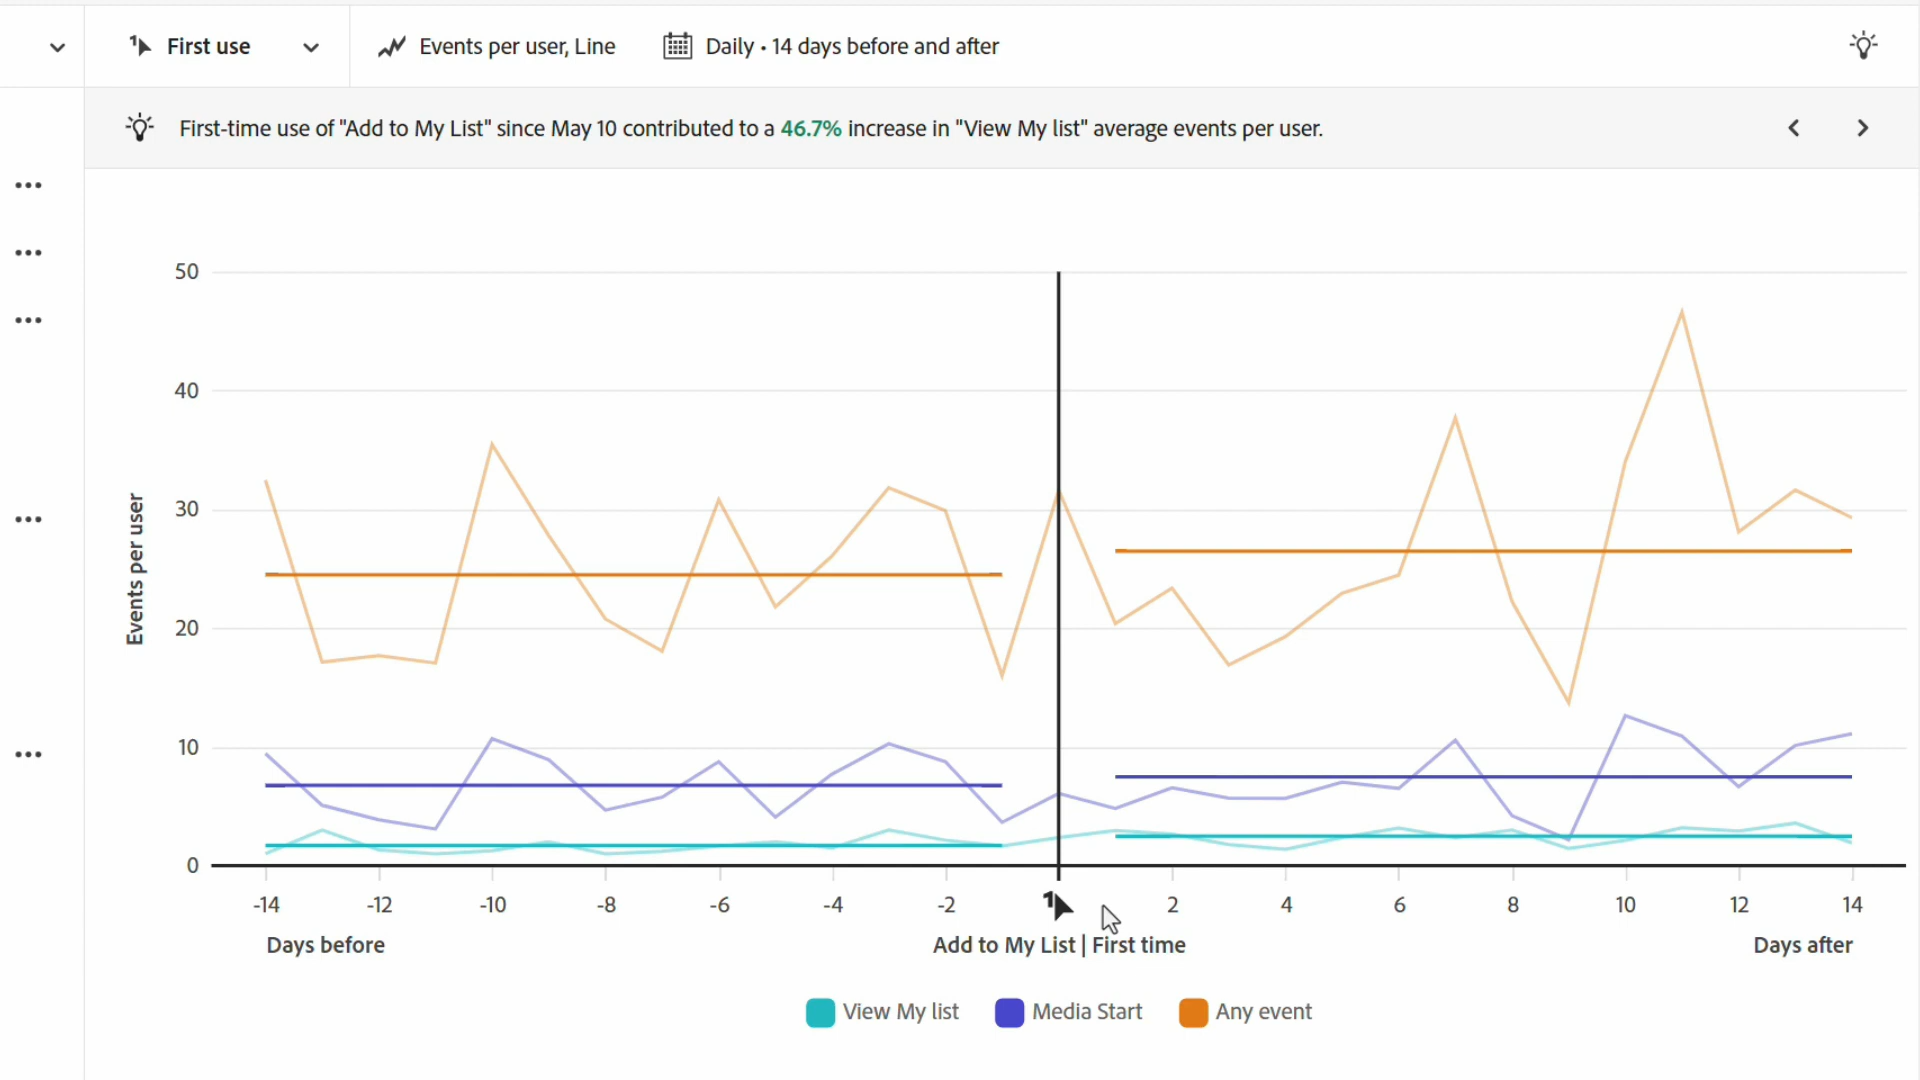 First use
Events per user, Line
Daily • 14 days before and after
First-time use of "Add to My List" since May 10 contributed to a 46.7% increase in "View My list" average events per user.
50
40
30
20
10
0
Events per user
-14 -12 -10 -8 -6 -4 -2 1 2 4 6 8 10 12 14
Days before
Add to My List | First time
Days after
View My list
Media Start
Any event